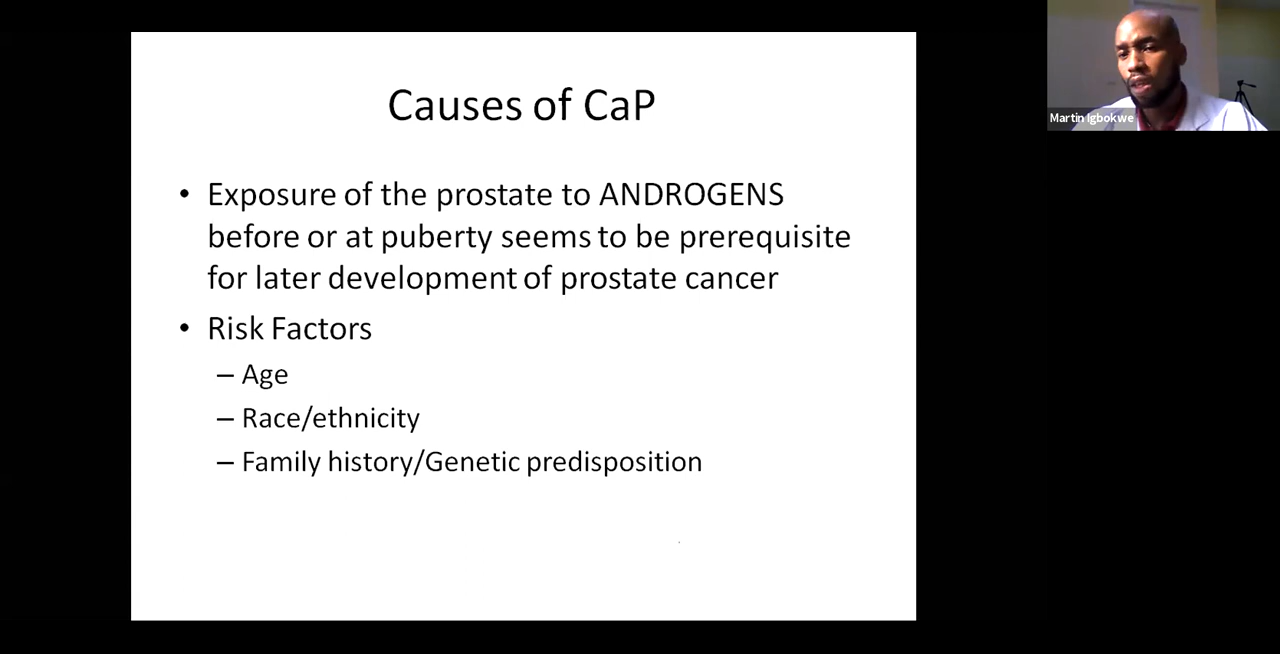 Causes of CaP
• Exposure of the prostate to ANDROGENS
before or at puberty seems to be prerequisite
for later development of prostate cancer
• Risk Factors
– Age
– Race/ethnicity
– Family history/Genetic predisposition
Martin Igbokwe